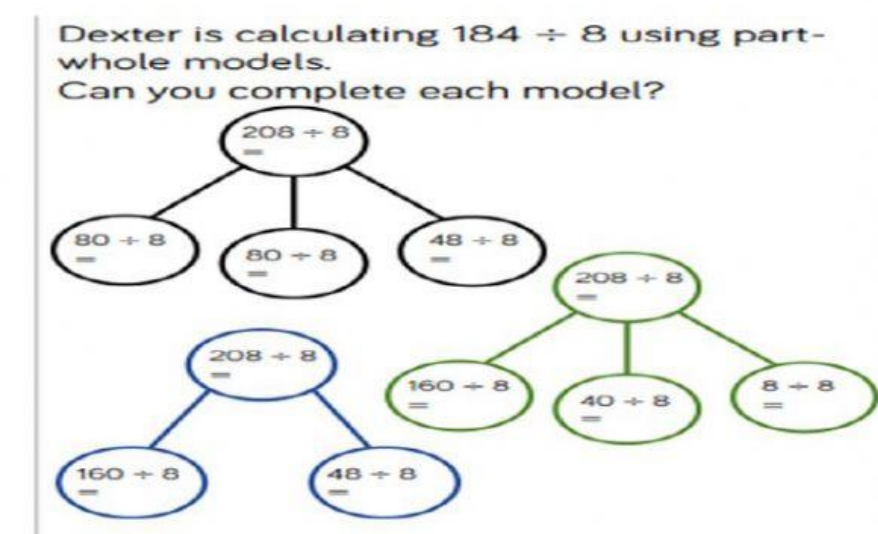 Dexter is calculating 184 ÷ 8 using part-
whole models.
Can you complete each model?
208 ÷ 8
=
80 ÷ 8
=
80 ÷ 8
=
48 ÷ 8
=
208 ÷ 8
=
160 ÷ 8
=
40 ÷ 8
=
8 ÷ 8
=
208 ÷ 8
=
160 ÷ 8
=
48 ÷ 8
=